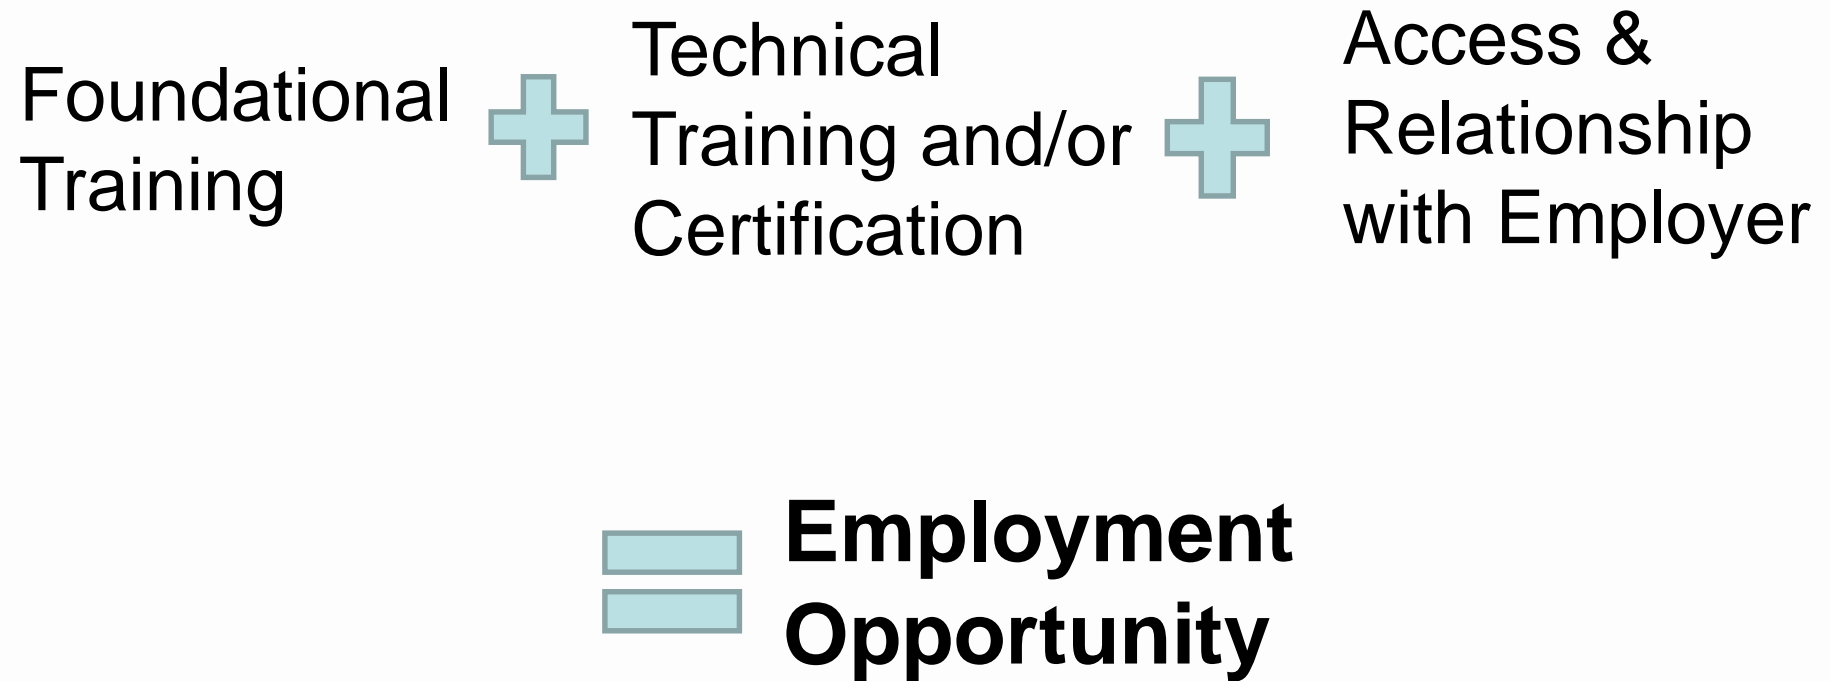 Foundational
Training
Technical
Training and/or
Certification
Access &
Relationship
with Employer
Employment
Opportunity